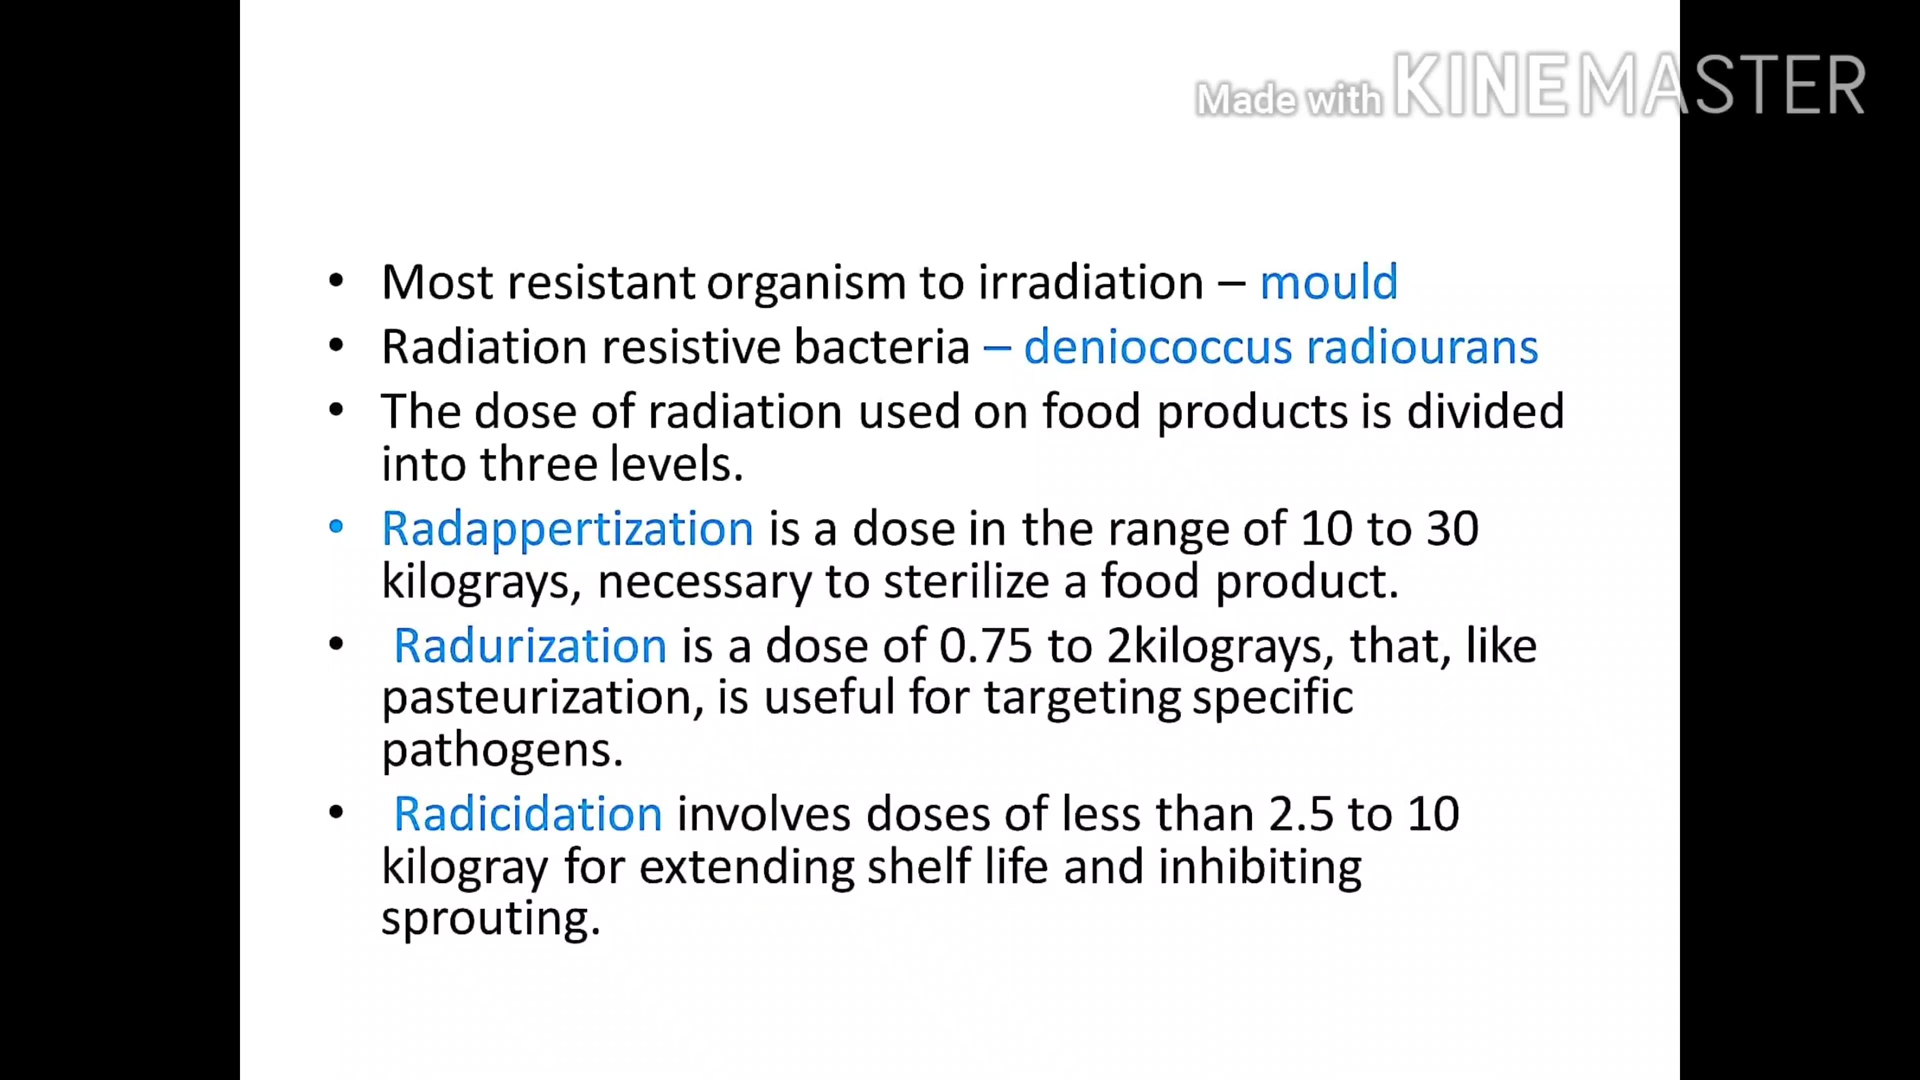 Made with KINEMASTER
• Most resistant organism to irradiation – mould
• Radiation resistive bacteria – deniococcus radiourans
• The dose of radiation used on food products is divided
into three levels.
• Radappertization is a dose in the range of 10 to 30
kilograys, necessary to sterilize a food product.
• Radurization is a dose of 0.75 to 2kilograys, that, like
pasteurization, is useful for targeting specific
pathogens.
• Radicidation involves doses of less than 2.5 to 10
kilogray for extending shelf life and inhibiting
sprouting.